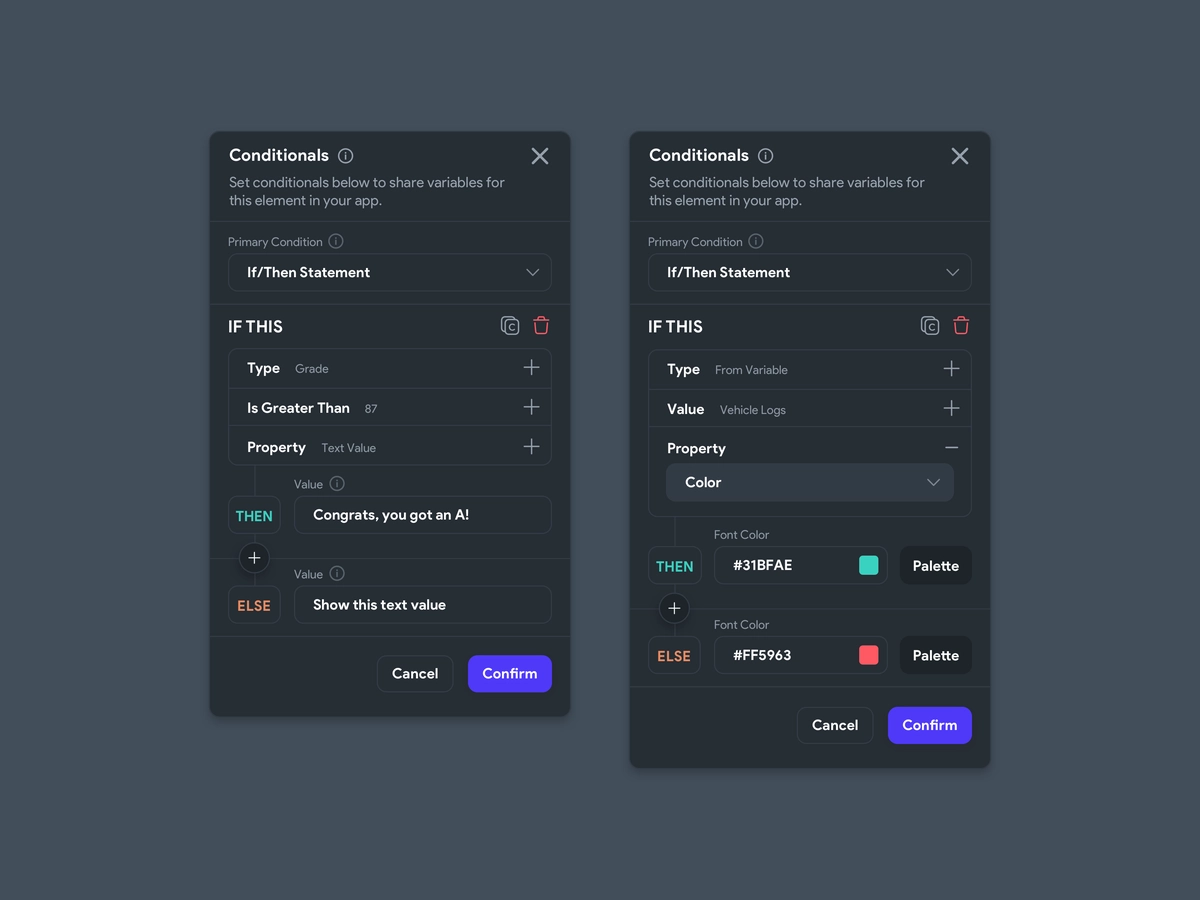 Conditionals
Set conditionals below to share variables for
this element in your app.
Primary Condition
If/Then Statement
IF THIS
C
Type Grade
Is Greater Than 87
Property Text Value
Value
THEN Congrats, you got an A!
Value
ELSE Show this text value
Cancel Confirm
Conditionals
Set conditionals below to share variables for
this element in your app.
Primary Condition
If/Then Statement
IF THIS
C
Type From Variable
Value Vehicle Logs
Property
Color
Font Color
THEN #31BFAE Palette
Font Color
ELSE #FF5963 Palette
Cancel Confirm